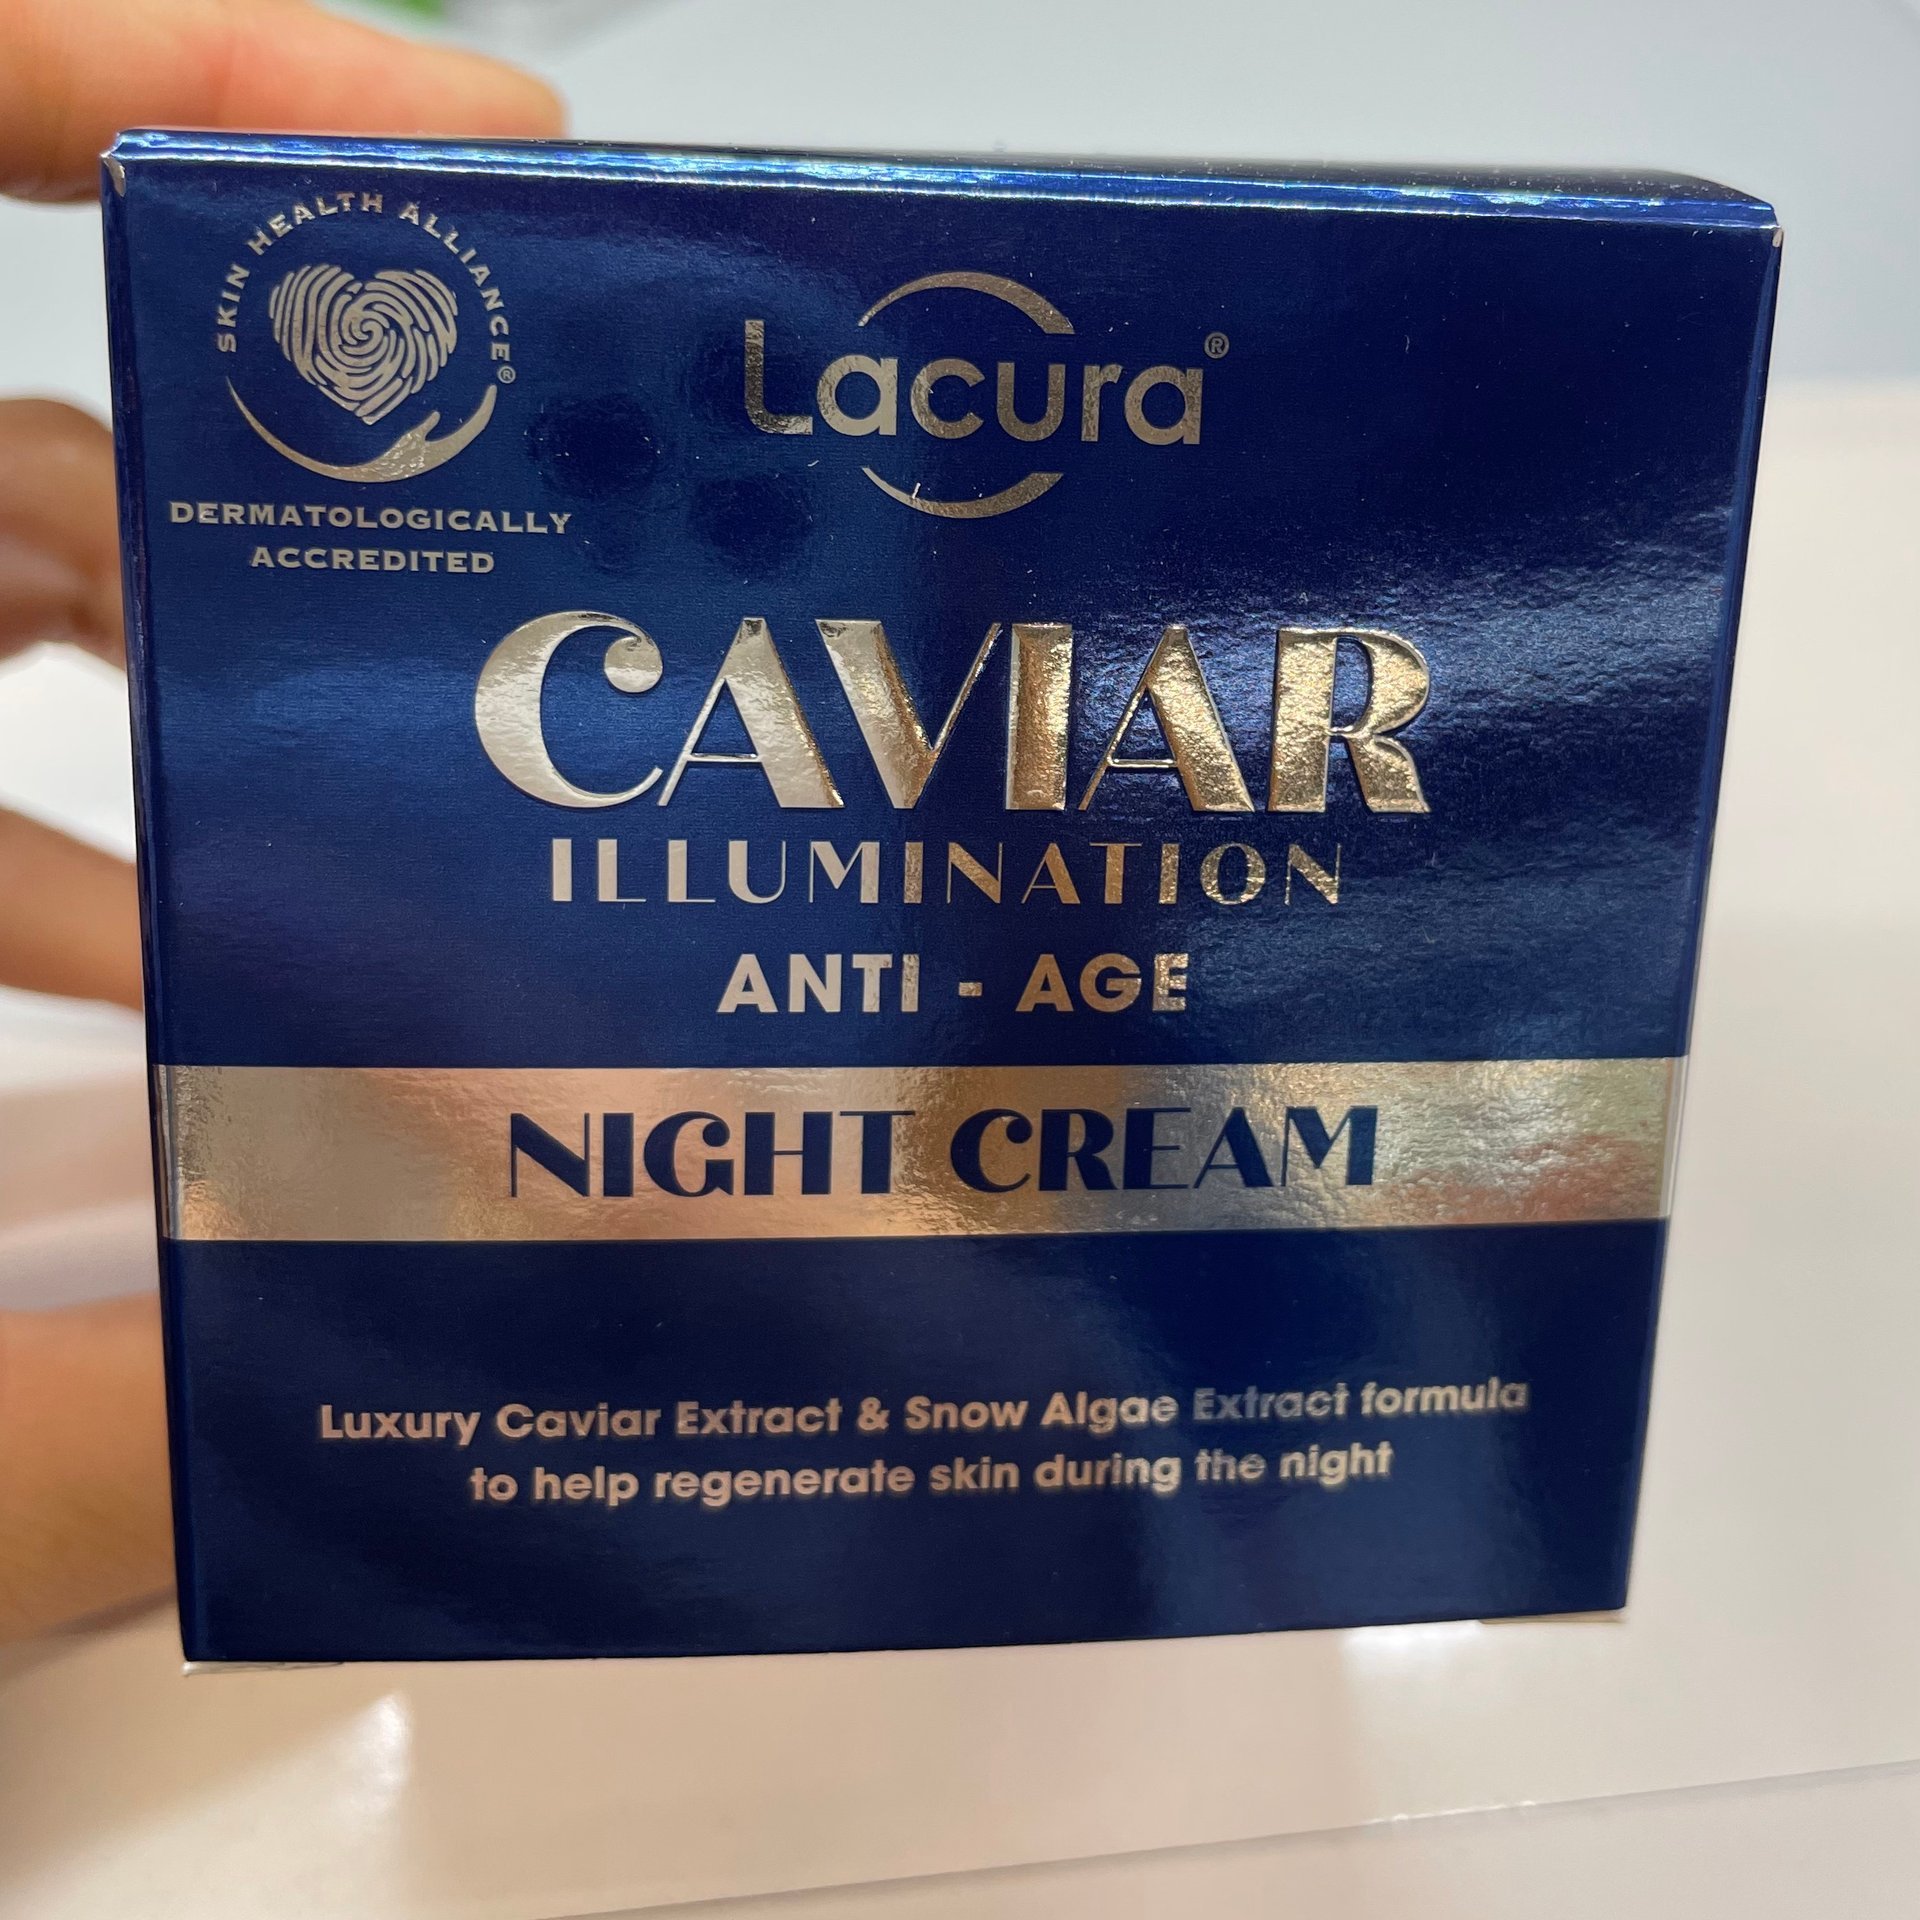 SKIN HEALTH ALLIANCE®
DERMATOLOGICALLY
ACCREDITED
Lacura®
CAVIAR
ILLUMINATION
ANTI - AGE
NIGHT CREAM
Luxury Caviar Extract & Snow Algae Extract formula
to help regenerate skin during the night